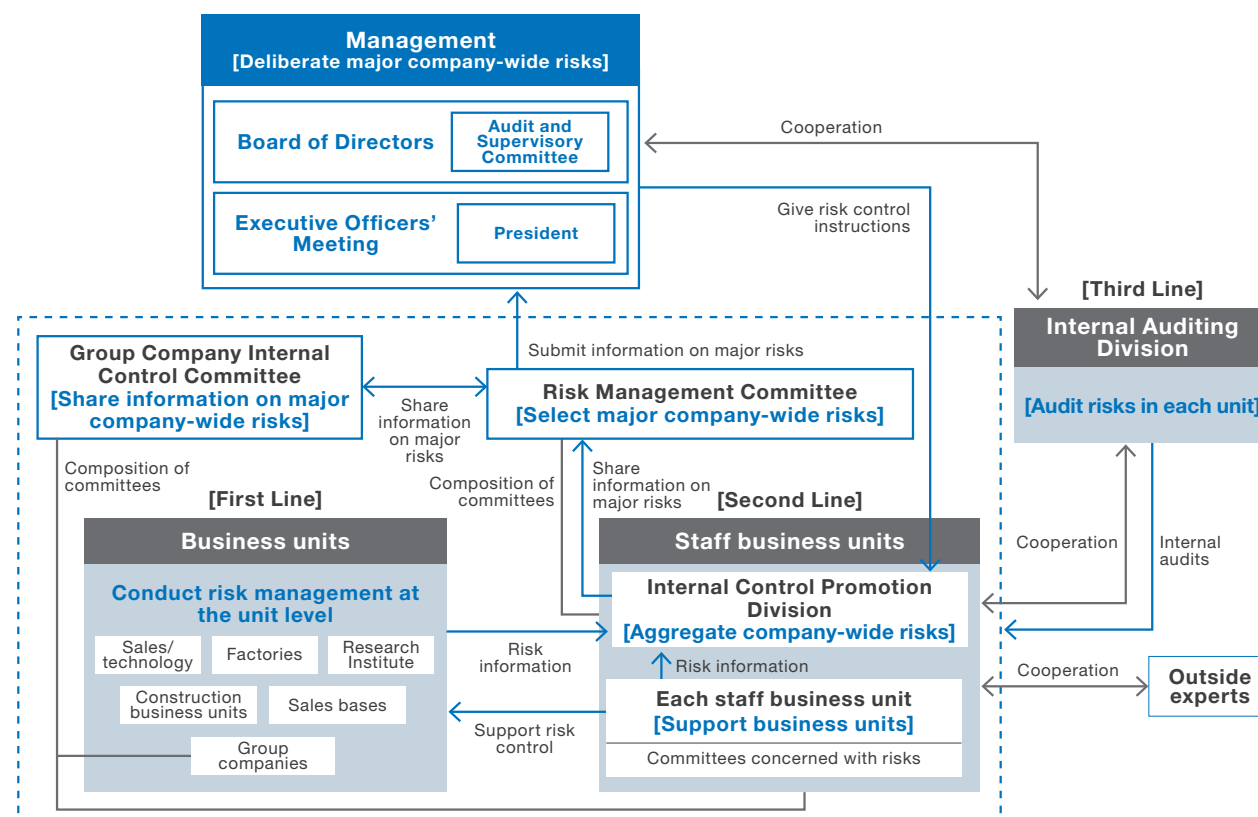 Management
[Deliberate major company-wide risks]
Board of Directors
Audit and
Supervisory
Committee
Executive Officers'
Meeting
President
Cooperation
Give risk control
instructions
[Third Line]
Internal Auditing
Division
[Audit risks in each unit]
Group Company Internal
Control Committee
[Share information on major
company-wide risks]
Share
information
on major
risks
Submit information on major risks
Risk Management Committee
[Select major company-wide risks]
Composition of
committees
Composition of
committees
Share
information on
major risks
[First Line]
Business units
Conduct risk management at
the unit level
Sales/
technology
Factories
Research
Institute
Construction
business units
Sales bases
Group
companies
Risk
information
Support risk
control
[Second Line]
Staff business units
Internal Control Promotion
Division
[Aggregate company-wide risks]
Risk information
Each staff business unit
[Support business units]
Committees concerned with risks
Cooperation
Internal
audits
Cooperation
Outside
experts